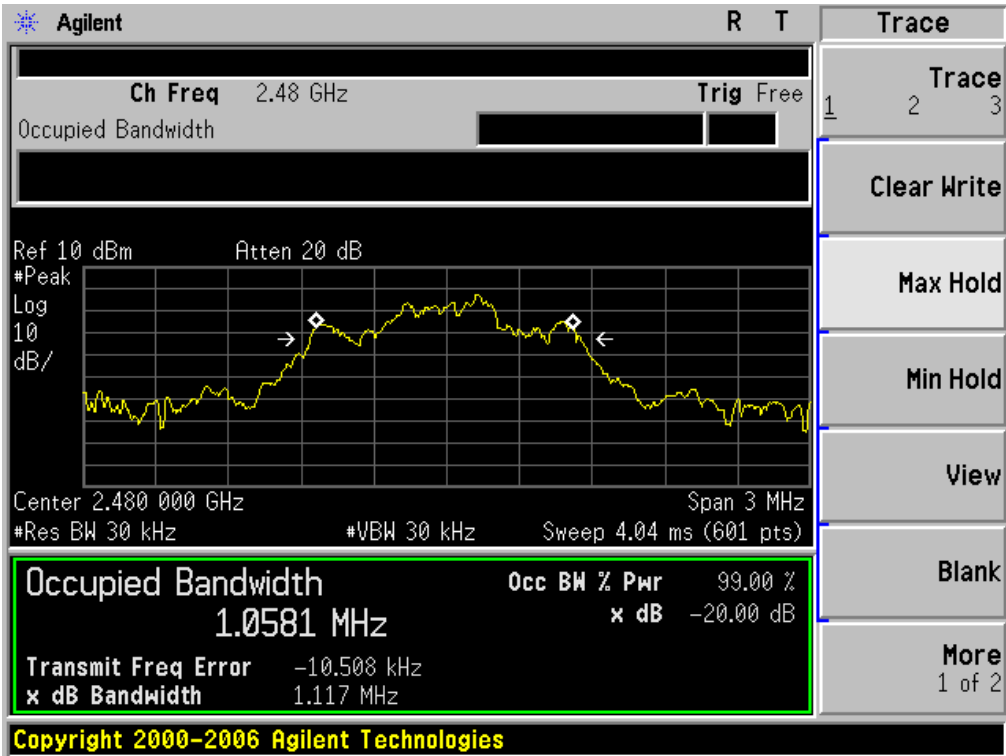 Agilent R T Trace
Ch Freq 2.48 GHz Trig Free
Occupied Bandwidth
Trace
1 2 3
Clear Write
Max Hold
Min Hold
View
Blank
More
1 of 2
Ref 10 dBm Atten 20 dB
#Peak
Log
10
dB/
Center 2.480 000 GHz Span 3 MHz
#Res BW 30 kHz #VBW 30 kHz Sweep 4.04 ms (601 pts)
Occupied Bandwidth Occ BW % Pwr 99.00 %
1.0581 MHz x dB -20.00 dB
Transmit Freq Error -10.508 kHz
x dB Bandwidth 1.117 MHz
Copyright 2000-2006 Agilent Technologies